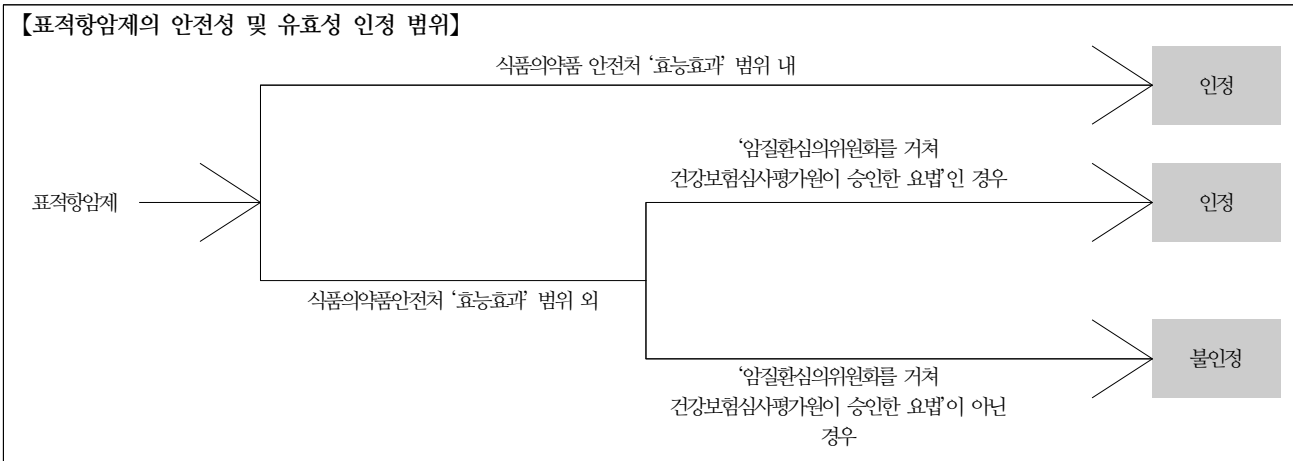 【표적항암제의 안전성 및 유효성 인정 범위】
식품의약품 안전처 ‘효능효과’ 범위 내
인정
‘암질환심의위원화를 거쳐
건강보험심사평가원이 승인한 요법’인 경우
표적항암제
인정
식품의약품안전처 ‘효능효과’ 범위 외
불인정
‘암질환심의위원화를 거쳐
건강보험심사평가원이 승인한 요법’이 아닌
경우